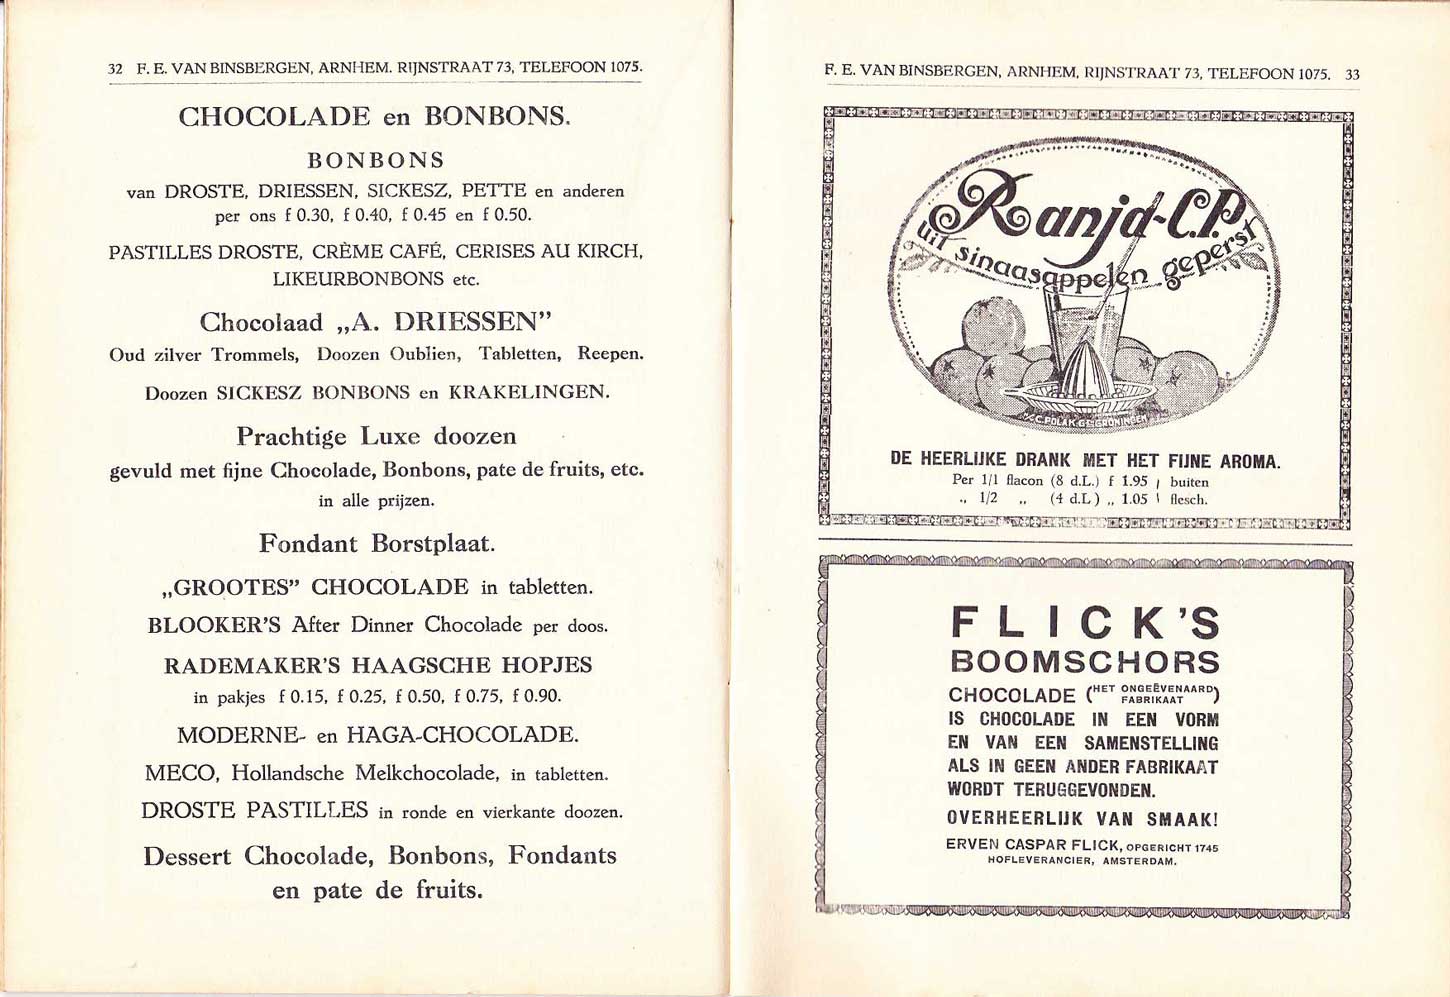 32 F. E. VAN BINSBERGEN, ARNHEM. RIJNSTRAAT 73, TELEFOON 1075.
CHOCOLADE en BONBONS.
BONBONS
van DROSTE, DRIESSEN, SICKESZ, PETTE en anderen
per ons f 0.30, f 0.40, f 0.45 en f 0.50.
PASTILLES DROSTE, CRÈME CAFÉ, CERISES AU KIRCH,
LIKEURBONBONS etc.
Chocolaad „A. DRIESSEN”
Oud zilver Trommels, Doozen Oublien, Tabletten, Reepen.
Doozen SICKESZ BONBONS en KRAKELINGEN.
Prachtige Luxe doozen
gevuld met fijne Chocolade, Bonbons, pate de fruits, etc.
in alle prijzen.
Fondant Borstplaat.
„GROOTES” CHOCOLADE in tabletten.
BLOOKER'S After Dinner Chocolade per doos.
RADEMAKER'S HAAGSCHE HOPJES
in pakjes f 0.15, f 0.25, f 0.50, f 0.75, f 0.90.
MODERNE- en HAGA-CHOCOLADE.
MECO, Hollandsche Melkchocolade, in tabletten.
DROSTE PASTILLES in ronde en vierkante doozen.
Dessert Chocolade, Bonbons, Fondants
en pate de fruits.
F. E. VAN BINSBERGEN, ARNHEM, RIJNSTRAAT 73, TELEFOON 1075. 33
Ranja-C.P.
uit sinaasappelen geperst
C. POLAK GZ. GRONINGEN
DE HEERLIJKE DRANK MET HET FIJNE AROMA.
Per 1/1 flacon (8 d.L.) f 1.95 buiten
„ 1/2 „ (4 d.L) „ 1.05 flesch.
FLICK'S
BOOMSCHORS
CHOCOLADE (HET ONGEËVENAARD FABRIKAAT)
IS CHOCOLADE IN EEN VORM
EN VAN EEN SAMENSTELLING
ALS IN GEEN ANDER FABRIKAAT
WORDT TERUGGEVONDEN.
OVERHEERLIJK VAN SMAAK!
ERVEN CASPAR FLICK, OPGERICHT 1745
HOFLEVERANCIER, AMSTERDAM.